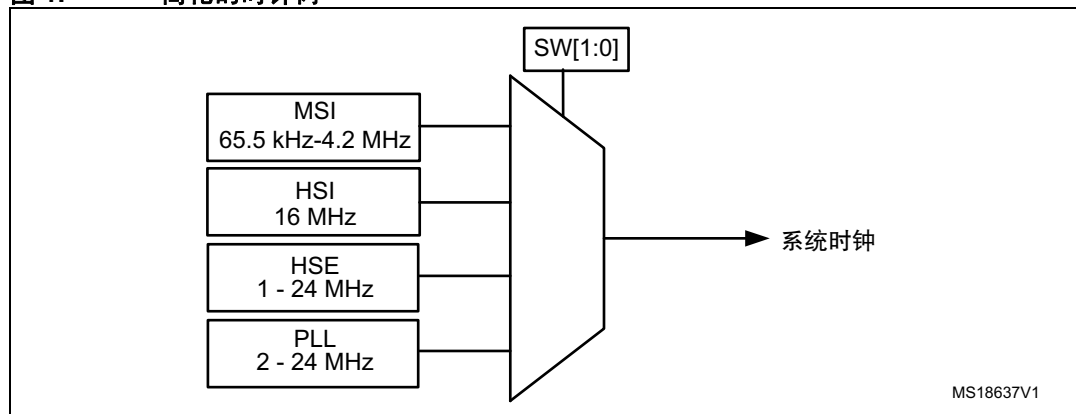 SW[1:0]
MSI
65.5 kHz-4.2 MHz
HSI
16 MHz
HSE
1 - 24 MHz
PLL
2 - 24 MHz
系统时钟
MS18637V1